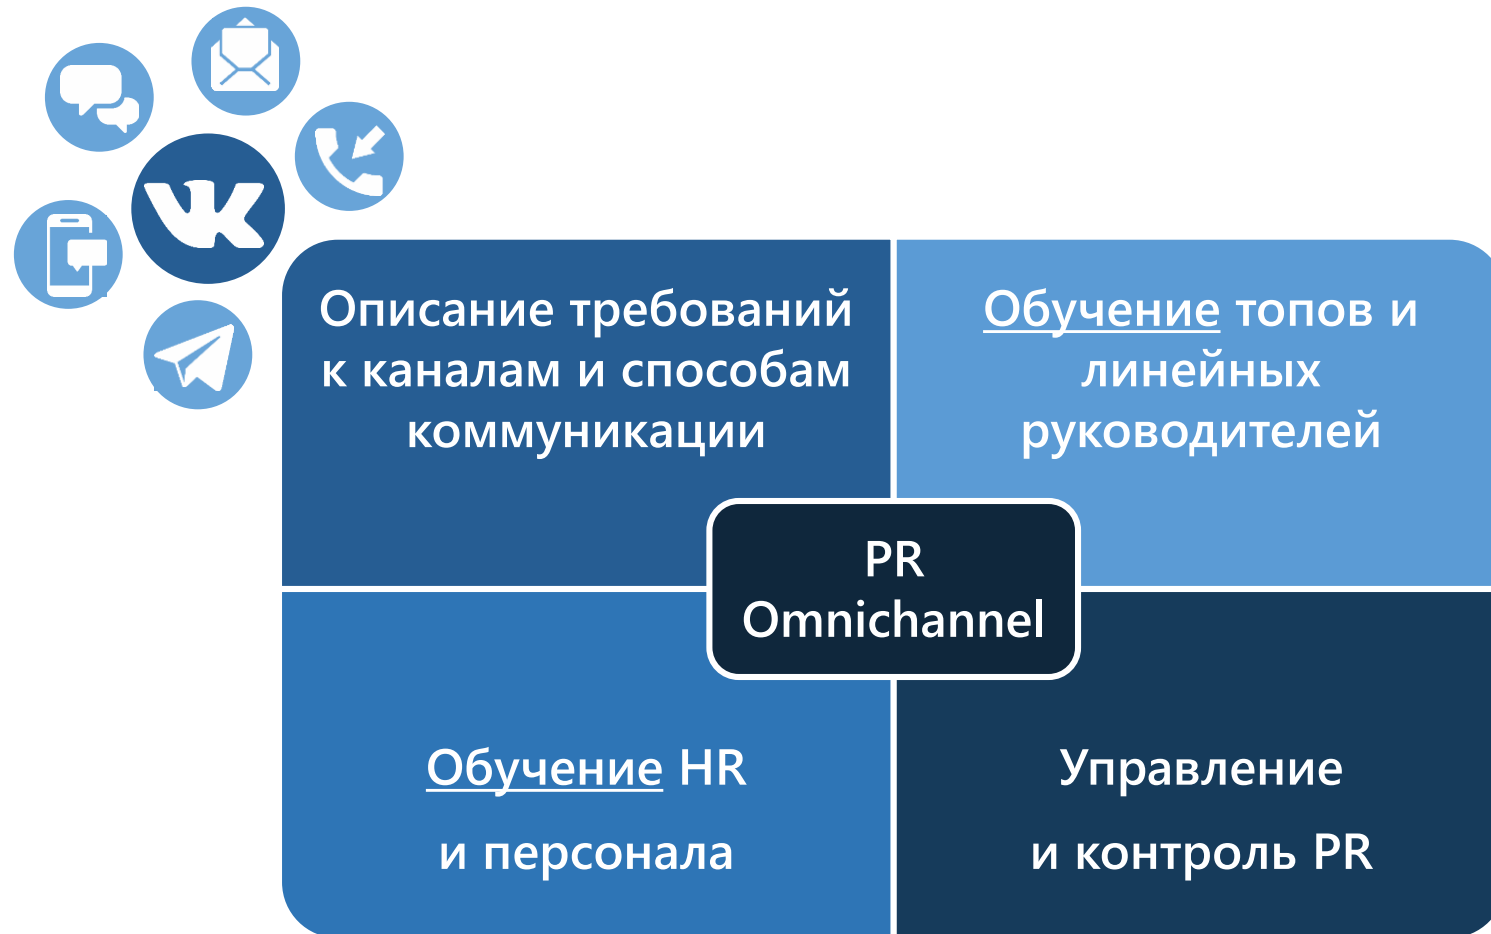 Описание требований
к каналам и способам
коммуникации
Обучение топов и
линейных
руководителей
PR
Omnichannel
Обучение HR
и персонала
Управление
и контроль PR